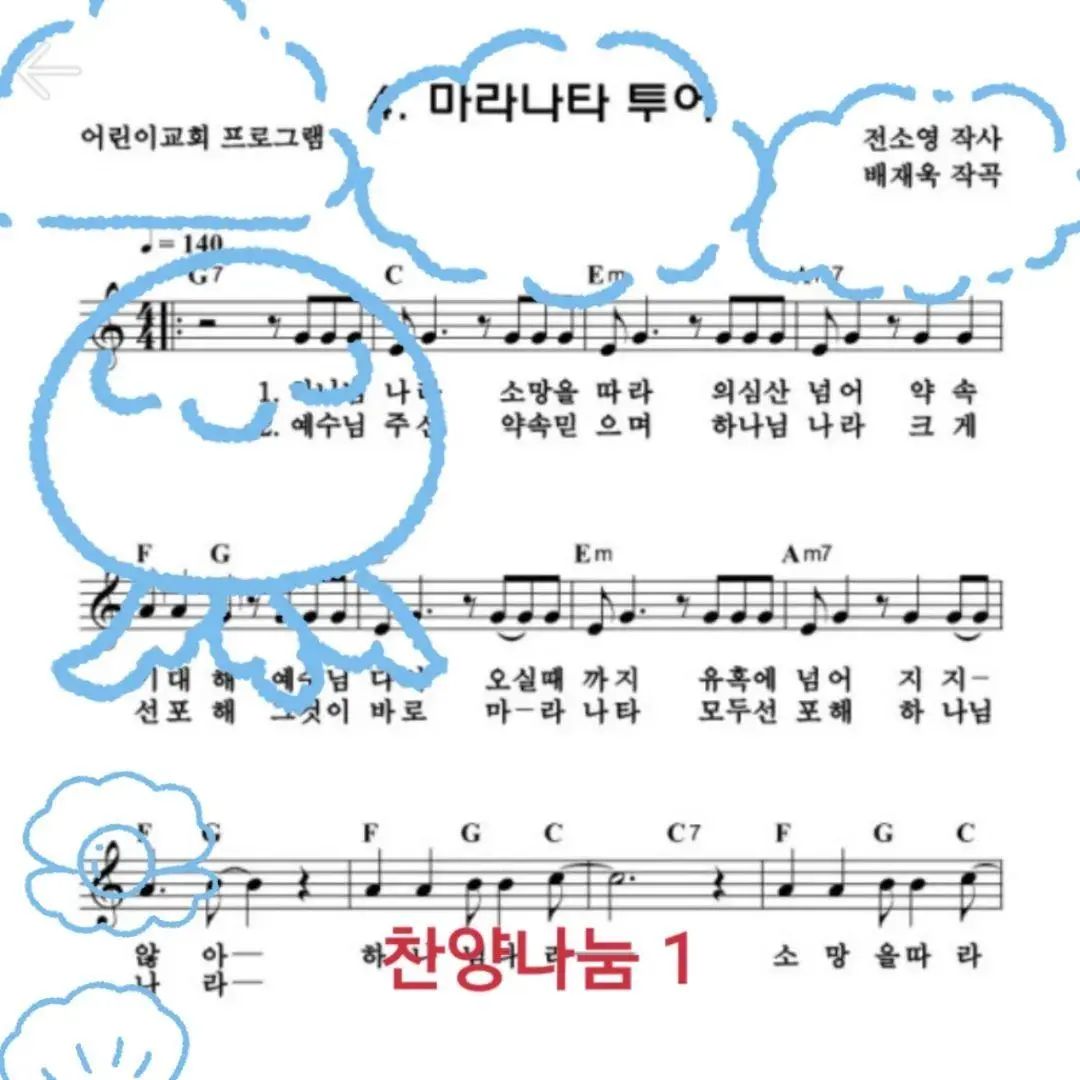 4. 마라나타 투어
어린이교회 프로그램
전소영 작사
배재욱 작곡
♩= 140
G7 C Em
1. 나라 소망을 따라 의심산 넘어 약속
2. 예수님 주신 약속믿으며 하나님 나라 크게
F G Em Am7
기대해 예수님 다시 오실때까지 유혹에 넘어지지-
선포해 그것이 바로 마-라나타 모두선포해 하나님
F G F G C C7 F G C
않아- 하나님나라 소망을따라
나라-
찬양나눔 1